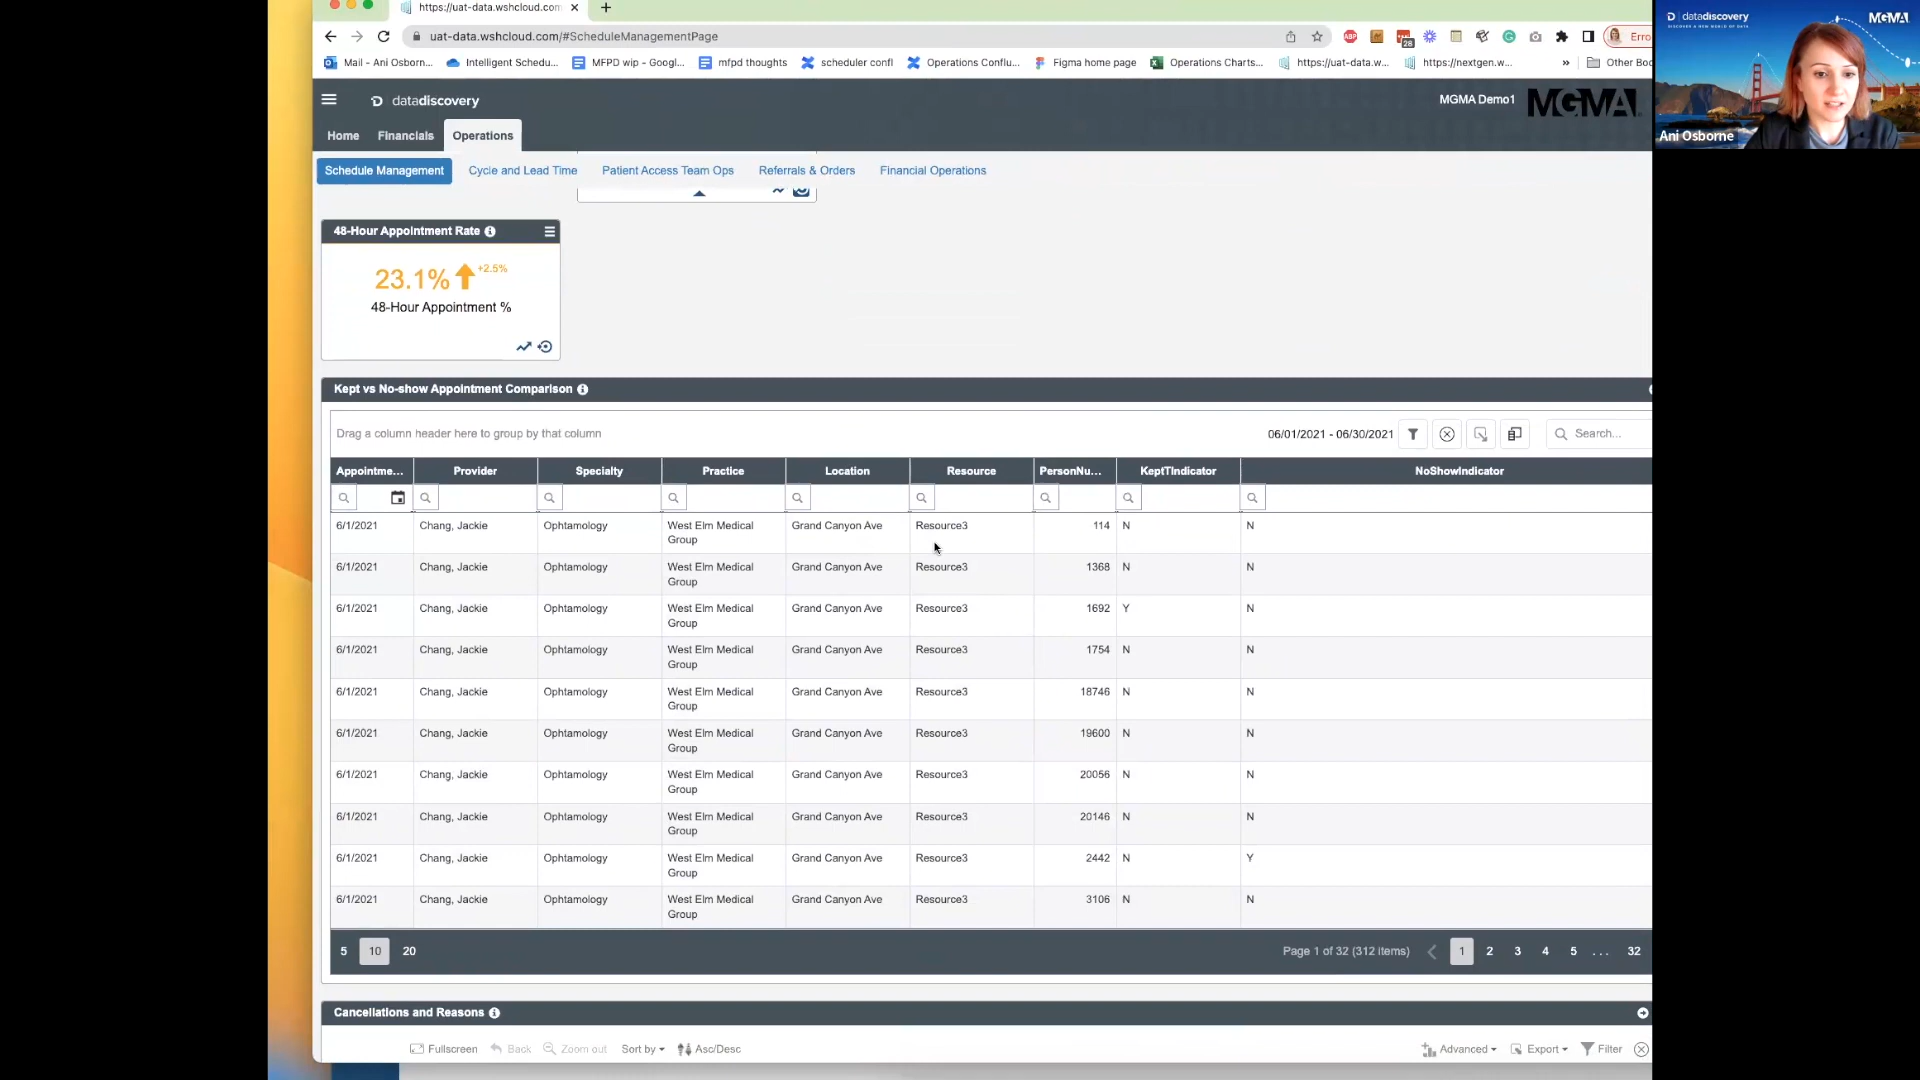 https://uat-data.wshcloud.com
uat-data.wshcloud.com/#ScheduleManagementPage
28
Erro
Mail - Ani Osborn...
Intelligent Schedu...
MFPD wip - Googl...
mfpd thoughts
scheduler confl
Operations Conflu...
Figma home page
Operations Charts...
https://uat-data.w...
https://nextgen.w...
»
Other Boo
datadiscovery
MGMA Demo1
MGMA
datadiscovery
MGMA
Ani Osborne
Home
Financials
Operations
Schedule Management
Cycle and Lead Time
Patient Access Team Ops
Referrals & Orders
Financial Operations
48-Hour Appointment Rate
23.1% +2.5%
48-Hour Appointment %
Kept vs No-show Appointment Comparison
Drag a column header here to group by that column
06/01/2021 - 06/30/2021
Search...
Appointme... Provider Specialty Practice Location Resource PersonNu... KeptTIndicator NoShowIndicator
6/1/2021 Chang, Jackie Ophtamology West Elm Medical Grand Canyon Ave Resource3 114 N N
Group
6/1/2021 Chang, Jackie Ophtamology West Elm Medical Grand Canyon Ave Resource3 1368 N N
Group
6/1/2021 Chang, Jackie Ophtamology West Elm Medical Grand Canyon Ave Resource3 1692 Y N
Group
6/1/2021 Chang, Jackie Ophtamology West Elm Medical Grand Canyon Ave Resource3 1754 N N
Group
6/1/2021 Chang, Jackie Ophtamology West Elm Medical Grand Canyon Ave Resource3 18746 N N
Group
6/1/2021 Chang, Jackie Ophtamology West Elm Medical Grand Canyon Ave Resource3 19600 N N
Group
6/1/2021 Chang, Jackie Ophtamology West Elm Medical Grand Canyon Ave Resource3 20056 N N
Group
6/1/2021 Chang, Jackie Ophtamology West Elm Medical Grand Canyon Ave Resource3 20146 N N
Group
6/1/2021 Chang, Jackie Ophtamology West Elm Medical Grand Canyon Ave Resource3 2442 N Y
Group
6/1/2021 Chang, Jackie Ophtamology West Elm Medical Grand Canyon Ave Resource3 3106 N N
Group
5 10 20
Page 1 of 32 (312 items) 1 2 3 4 5 ... 32
Cancellations and Reasons
Fullscreen Back Zoom out Sort by Asc/Desc
Advanced Export Filter